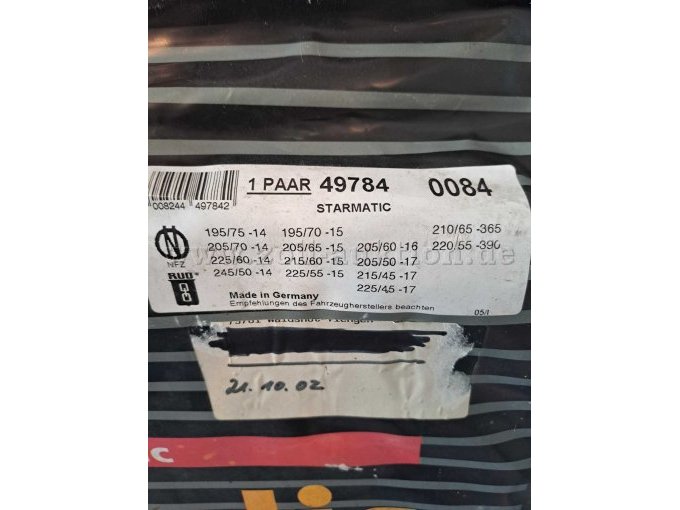 1 PAAR 49784 0084
008244 497842
STARMATIC
195/75 -14 195/70 -15 210/65 -365
205/70 -14 205/65 -15 205/60 -16 220/55 -390
225/60 -14 215/60 -15 205/50 -17
245/50 -14 225/55 -15 215/45 -17
225/45 -17
NFZ
RUD
Made in Germany
Empfehlungen des Fahrzeugherstellers beachten
05/1
21.10.02
c